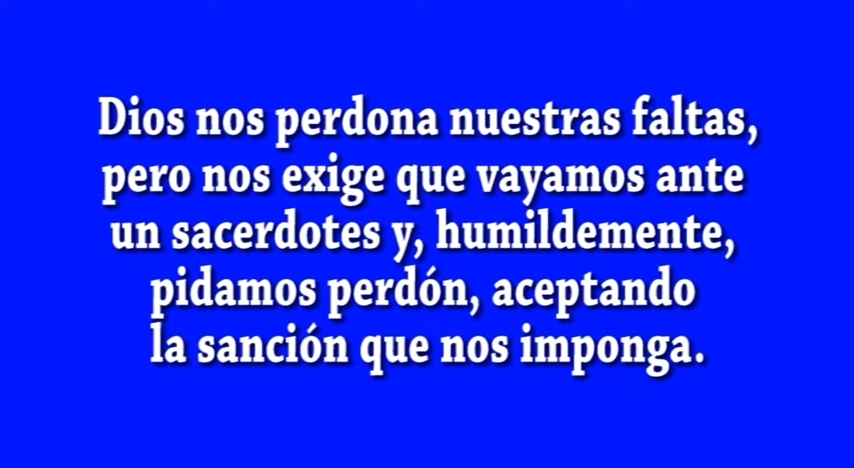 Dios nos perdona nuestras faltas,
pero nos exige que vayamos ante
un sacerdotes y, humildemente,
pidamos perdón, aceptando
la sanción que nos imponga.